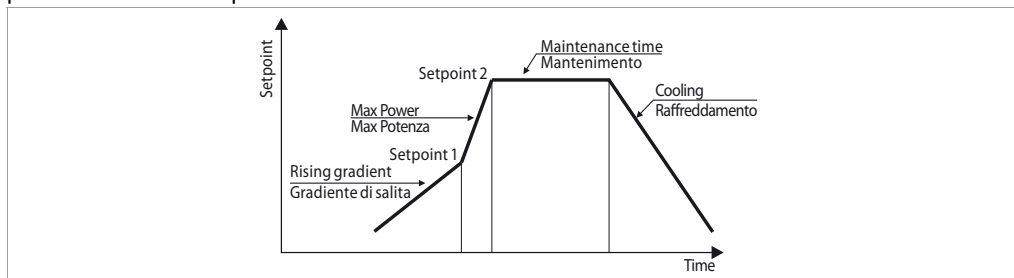 Setpoint
Maintenance time
Mantenimento
Setpoint 2
Cooling
Raffreddamento
Max Power
Max Potenza
Setpoint 1
Rising gradient
Gradiente di salita
Time